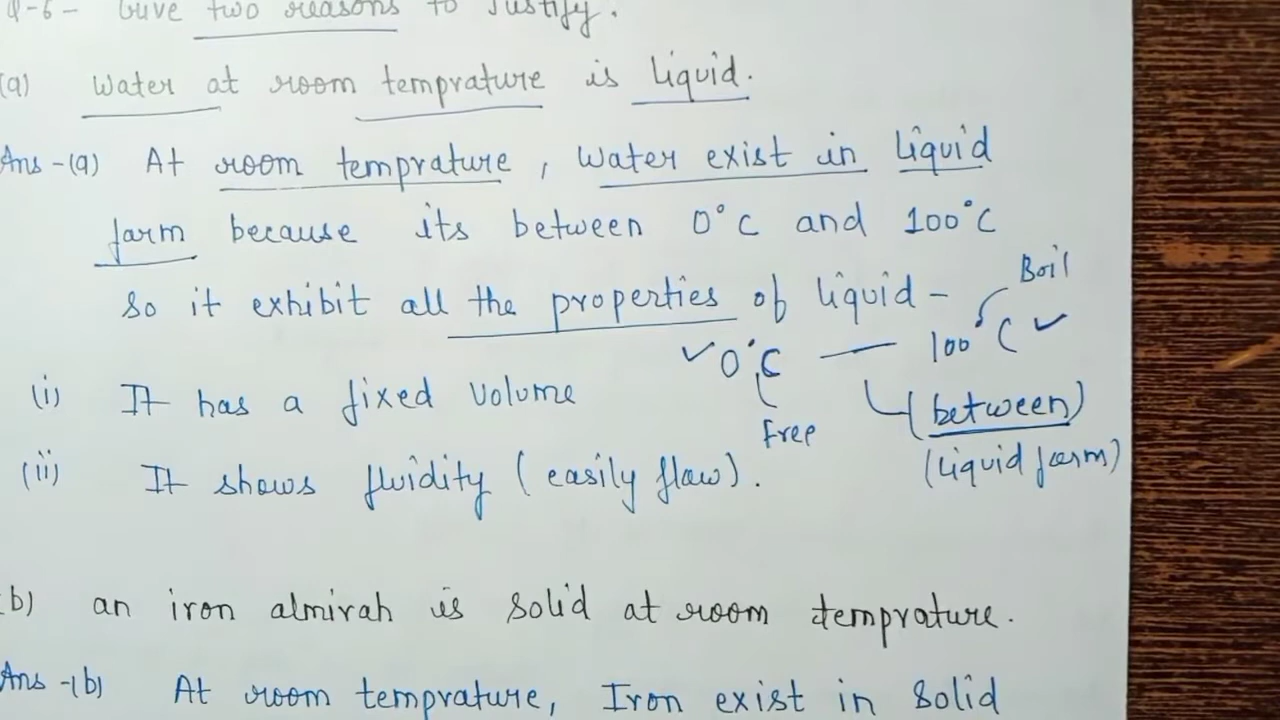 Q-6- Give two reasons to justify.
(a) Water at room temprature is liquid.
Ans-(a) At room temprature, Water exist in liquid
farm because its between 0°C and 100°C
so it exhibit all the properties of liquid-
Boil
0°C — 100°C
(i) It has a fixed volume
(between)
Free
(liquid farm)
(ii) It shows fluidity (easily flow).
(b) an iron almirah is solid at room temprature.
Ans-(b) At room temprature, Iron exist in solid